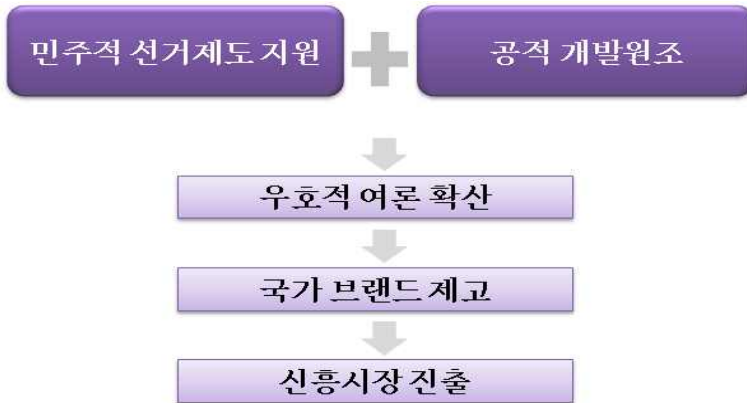 민주적 선거제도 지원
공적 개발원조
우호적 여론 확산
국가 브랜드 제고
신흥시장 진출